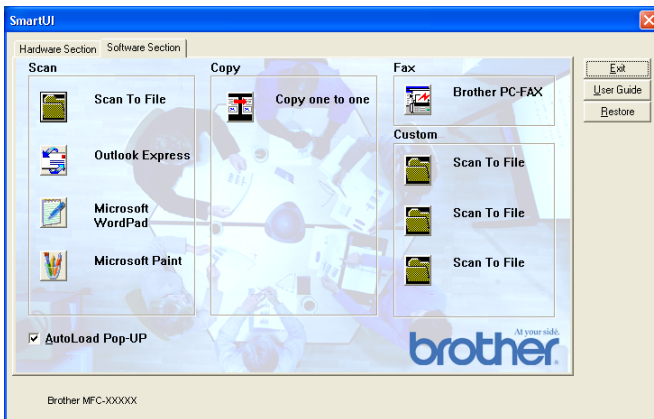 SmartUI
Hardware Section
Software Section
Scan
Scan To File
Outlook Express
Microsoft
WordPad
Microsoft Paint
Copy
Copy one to one
Fax
Brother PC-FAX
Custom
Scan To File
Scan To File
Scan To File
Exit
User Guide
Restore
AutoLoad Pop-UP
At your side.
brother
Brother MFC-XXXXX